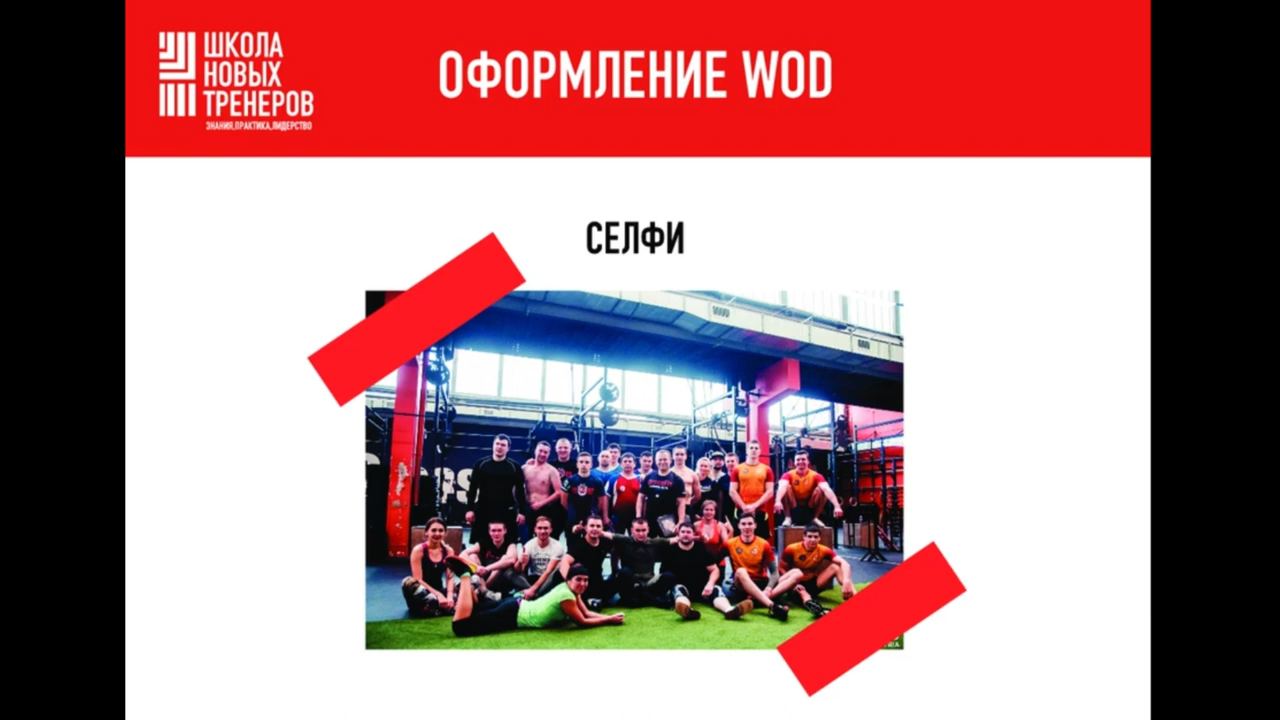 ШКОЛА
НОВЫХ
ТРЕНЕРОВ
ЗНАНИЯ,ПРАКТИКА,ЛИДЕРСТВО
ОФОРМЛЕНИЕ WOD
СЕЛФИ